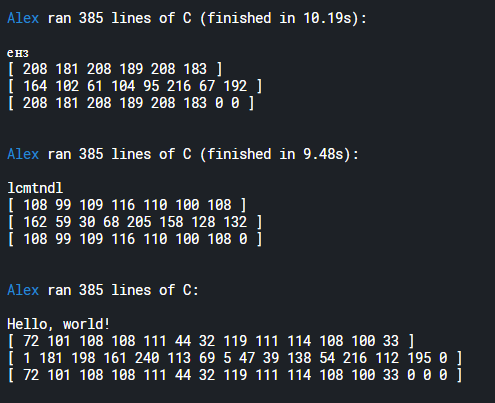 Alex ran 385 lines of C (finished in 10.19s):
енз
[ 208 181 208 189 208 183 ]
[ 164 102 61 104 95 216 67 192 ]
[ 208 181 208 189 208 183 0 0 ]
Alex ran 385 lines of C (finished in 9.48s):
lcmtndl
[ 108 99 109 116 110 100 108 ]
[ 162 59 30 68 205 158 128 132 ]
[ 108 99 109 116 110 100 108 0 ]
Alex ran 385 lines of C:
Hello, world!
[ 72 101 108 108 111 44 32 119 111 114 108 100 33 ]
[ 1 181 198 161 240 113 69 5 47 39 138 54 216 112 195 0 ]
[ 72 101 108 108 111 44 32 119 111 114 108 100 33 0 0 0 ]